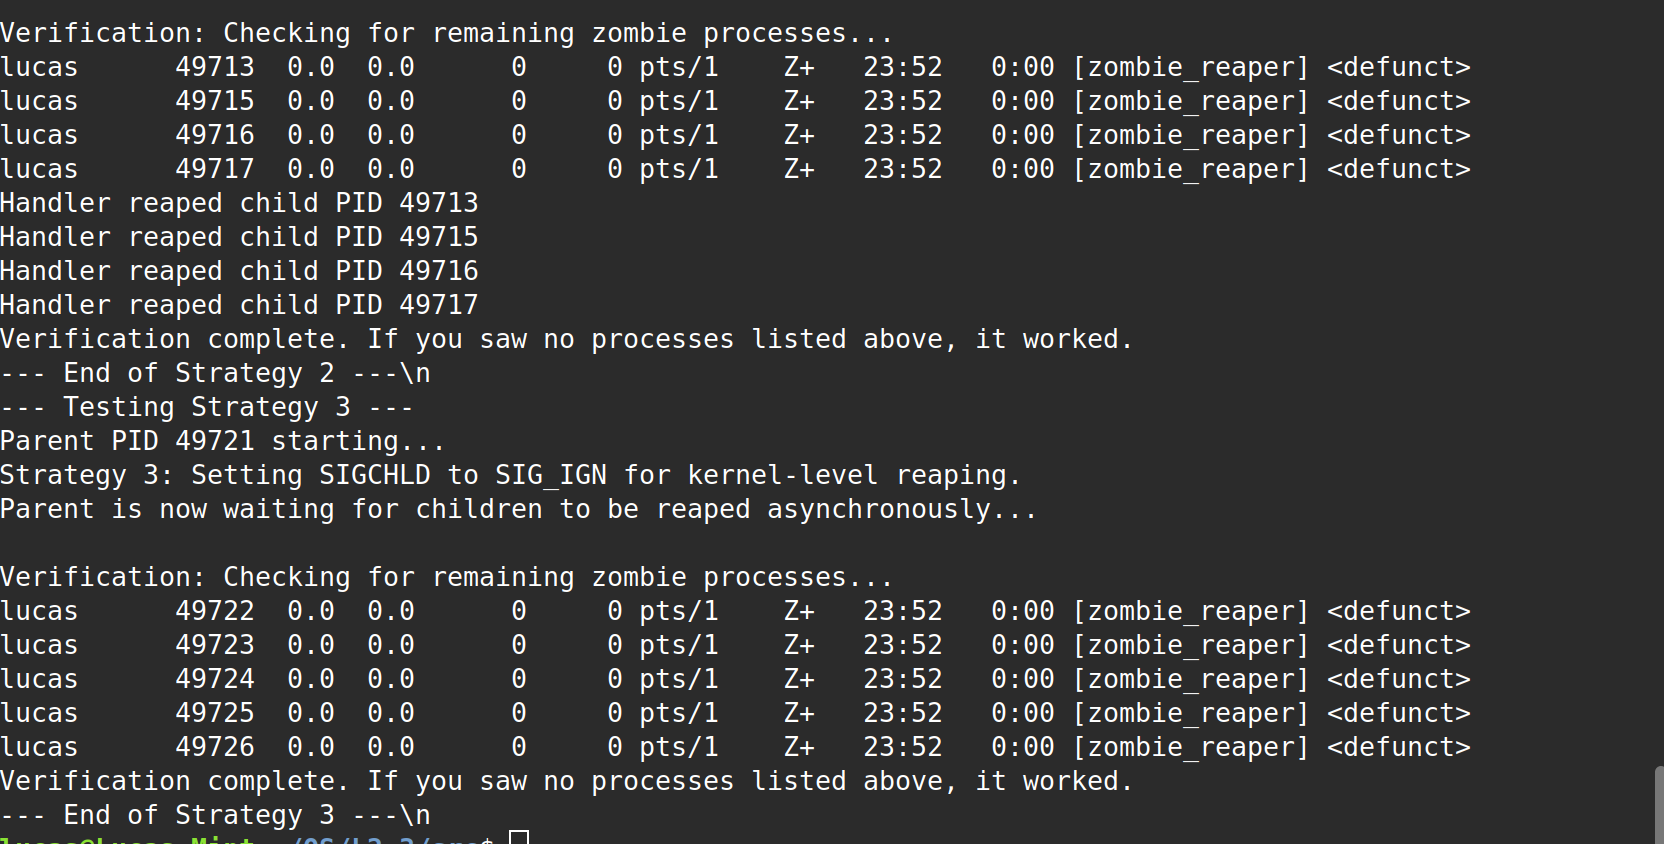 Verification: Checking for remaining zombie processes...
lucas      49713  0.0  0.0      0     0 pts/1    Z+   23:52   0:00 [zombie_reaper] <defunct>
lucas      49715  0.0  0.0      0     0 pts/1    Z+   23:52   0:00 [zombie_reaper] <defunct>
lucas      49716  0.0  0.0      0     0 pts/1    Z+   23:52   0:00 [zombie_reaper] <defunct>
lucas      49717  0.0  0.0      0     0 pts/1    Z+   23:52   0:00 [zombie_reaper] <defunct>
Handler reaped child PID 49713
Handler reaped child PID 49715
Handler reaped child PID 49716
Handler reaped child PID 49717
Verification complete. If you saw no processes listed above, it worked.
--- End of Strategy 2 ---\n
--- Testing Strategy 3 ---
Parent PID 49721 starting...
Strategy 3: Setting SIGCHLD to SIG_IGN for kernel-level reaping.
Parent is now waiting for children to be reaped asynchronously...
Verification: Checking for remaining zombie processes...
lucas      49722  0.0  0.0      0     0 pts/1    Z+   23:52   0:00 [zombie_reaper] <defunct>
lucas      49723  0.0  0.0      0     0 pts/1    Z+   23:52   0:00 [zombie_reaper] <defunct>
lucas      49724  0.0  0.0      0     0 pts/1    Z+   23:52   0:00 [zombie_reaper] <defunct>
lucas      49725  0.0  0.0      0     0 pts/1    Z+   23:52   0:00 [zombie_reaper] <defunct>
lucas      49726  0.0  0.0      0     0 pts/1    Z+   23:52   0:00 [zombie_reaper] <defunct>
Verification complete. If you saw no processes listed above, it worked.
--- End of Strategy 3 ---\n